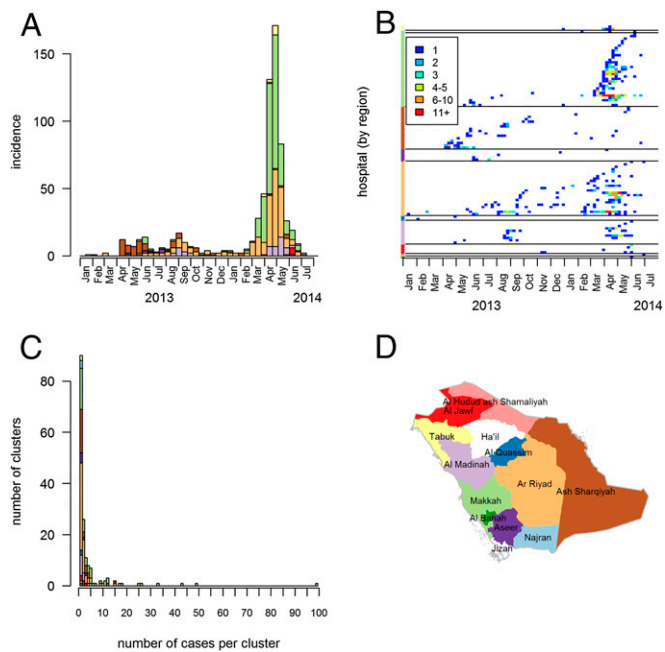 A
incidence
150
100
50
0
Jan
Feb
Mar
Apr
May
Jun
Jul
Aug
Sep
Oct
Nov
Dec
Jan
Feb
Mar
Apr
May
Jun
Jul
2013
2014
B
hospital (by region)
1
2
3
4-5
6-10
11+
Jan
Feb
Mar
Apr
May
Jun
Jul
Aug
Sep
Oct
Nov
Dec
Jan
Feb
Mar
Apr
May
Jun
Jul
2013
2014
C
number of clusters
80
60
40
20
0
0 10 20 30 40 50 60 70 80 90 100
number of cases per cluster
D
Al Hudud ash Shamaliyah
Al Jawf
Tabuk
Ha'il
Al Quassim
Al Madinah
Ar Riyad
Ash Sharqiyah
Makkah
Al Bahah
Aseer
Jizan
Najran